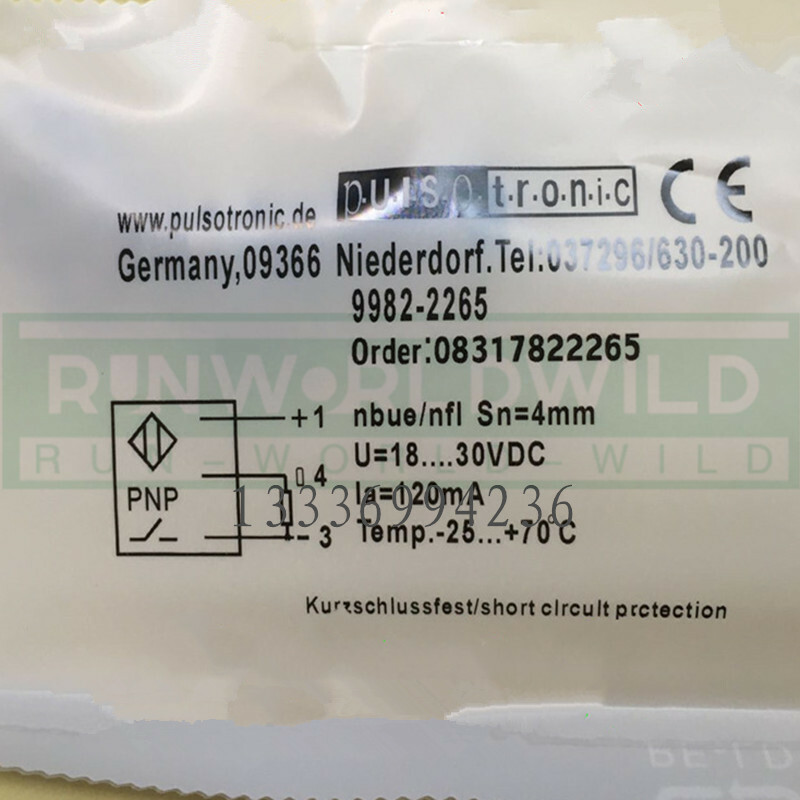 www.pulsotronic.de pulsotronic CE
Germany,09366 Niederdorf.Tel:037296/630-200
9982-2265
Order:08317822265
RUNWORLDWILD
RUN-WORLD-WILD
+1 nbue/nfl Sn=4mm
U=18....30VDC
4
PNP Ia=120mA
13336994236
- 3 Temp.-25...+70°C
Kurzschlussfest/short clrcult prctection